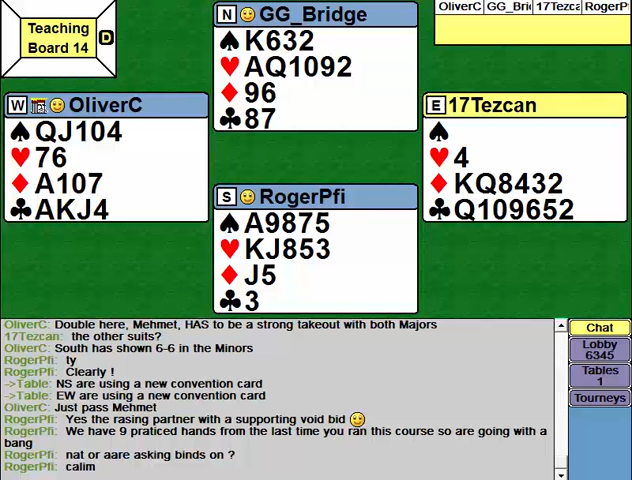 Teaching
Board 14
D
N GG_Bridge
♠ K632
♥ AQ1092
♦ 96
♣ 87
OliverC GG_Bri 17Tezca RogerPf
W OliverC
♠ QJ104
♥ 76
♦ A107
♣ AKJ4
E 17Tezcan
♠
♥ 4
♦ KQ8432
♣ Q109652
S RogerPfi
♠ A9875
♥ KJ853
♦ J5
♣ 3
OliverC: Double here, Mehmet, HAS to be a strong takeout with both Majors
17Tezcan: the other suits?
OliverC: South has shown 6-6 in the Minors
RogerPfi: ty
RogerPfi: Clearly !
->Table: NS are using a new convention card
->Table: EW are using a new convention card
OliverC: Just pass Mehmet
RogerPfi: Yes the rasing partner with a supporting void bid
RogerPfi: We have 9 praticed hands from the last time you ran this course so are going with a
bang
RogerPfi: nat or aare asking binds on ?
RogerPfi: calim
Chat
Lobby
6345
Tables
1
Tourneys